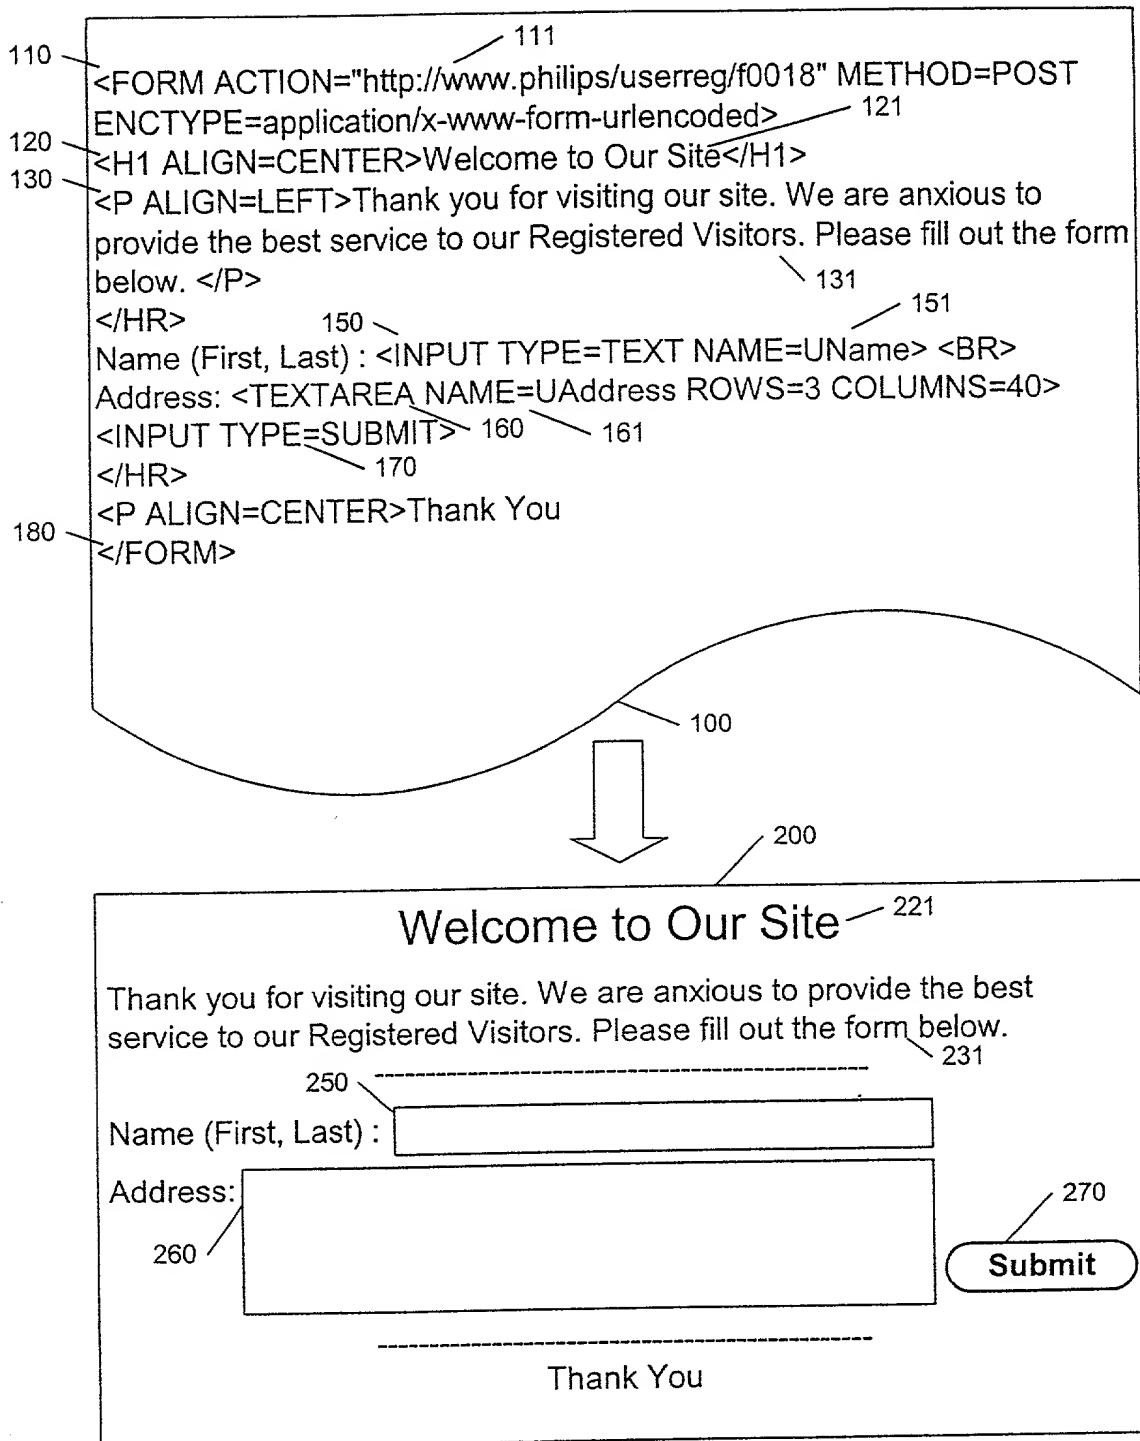 111
110
<FORM ACTION="http://www.philips/userreg/f0018" METHOD=POST
ENCTYPE=application/x-www-form-urlencoded>
121
120
<H1 ALIGN=CENTER>Welcome to Our Site</H1>
130
<P ALIGN=LEFT>Thank you for visiting our site. We are anxious to
provide the best service to our Registered Visitors. Please fill out the form
below. </P>
131
</HR>
150
151
Name (First, Last) : <INPUT TYPE=TEXT NAME=UName> <BR>
Address: <TEXTAREA NAME=UAddress ROWS=3 COLUMNS=40>
<INPUT TYPE=SUBMIT>
160
161
</HR>
170
<P ALIGN=CENTER>Thank You
180
</FORM>
100
200
Welcome to Our Site
221
Thank you for visiting our site. We are anxious to provide the best
service to our Registered Visitors. Please fill out the form below.
231
250
Name (First, Last) :
Address:
260
270
Submit
Thank You